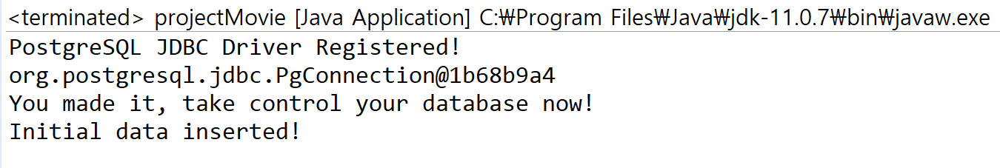 <terminated> projectMovie [Java Application] C:₩Program Files₩Java₩jdk-11.0.7₩bin₩javaw.exe
PostgreSQL JDBC Driver Registered!
org.postgresql.jdbc.PgConnection@1b68b9a4
You made it, take control your database now!
Initial data inserted!